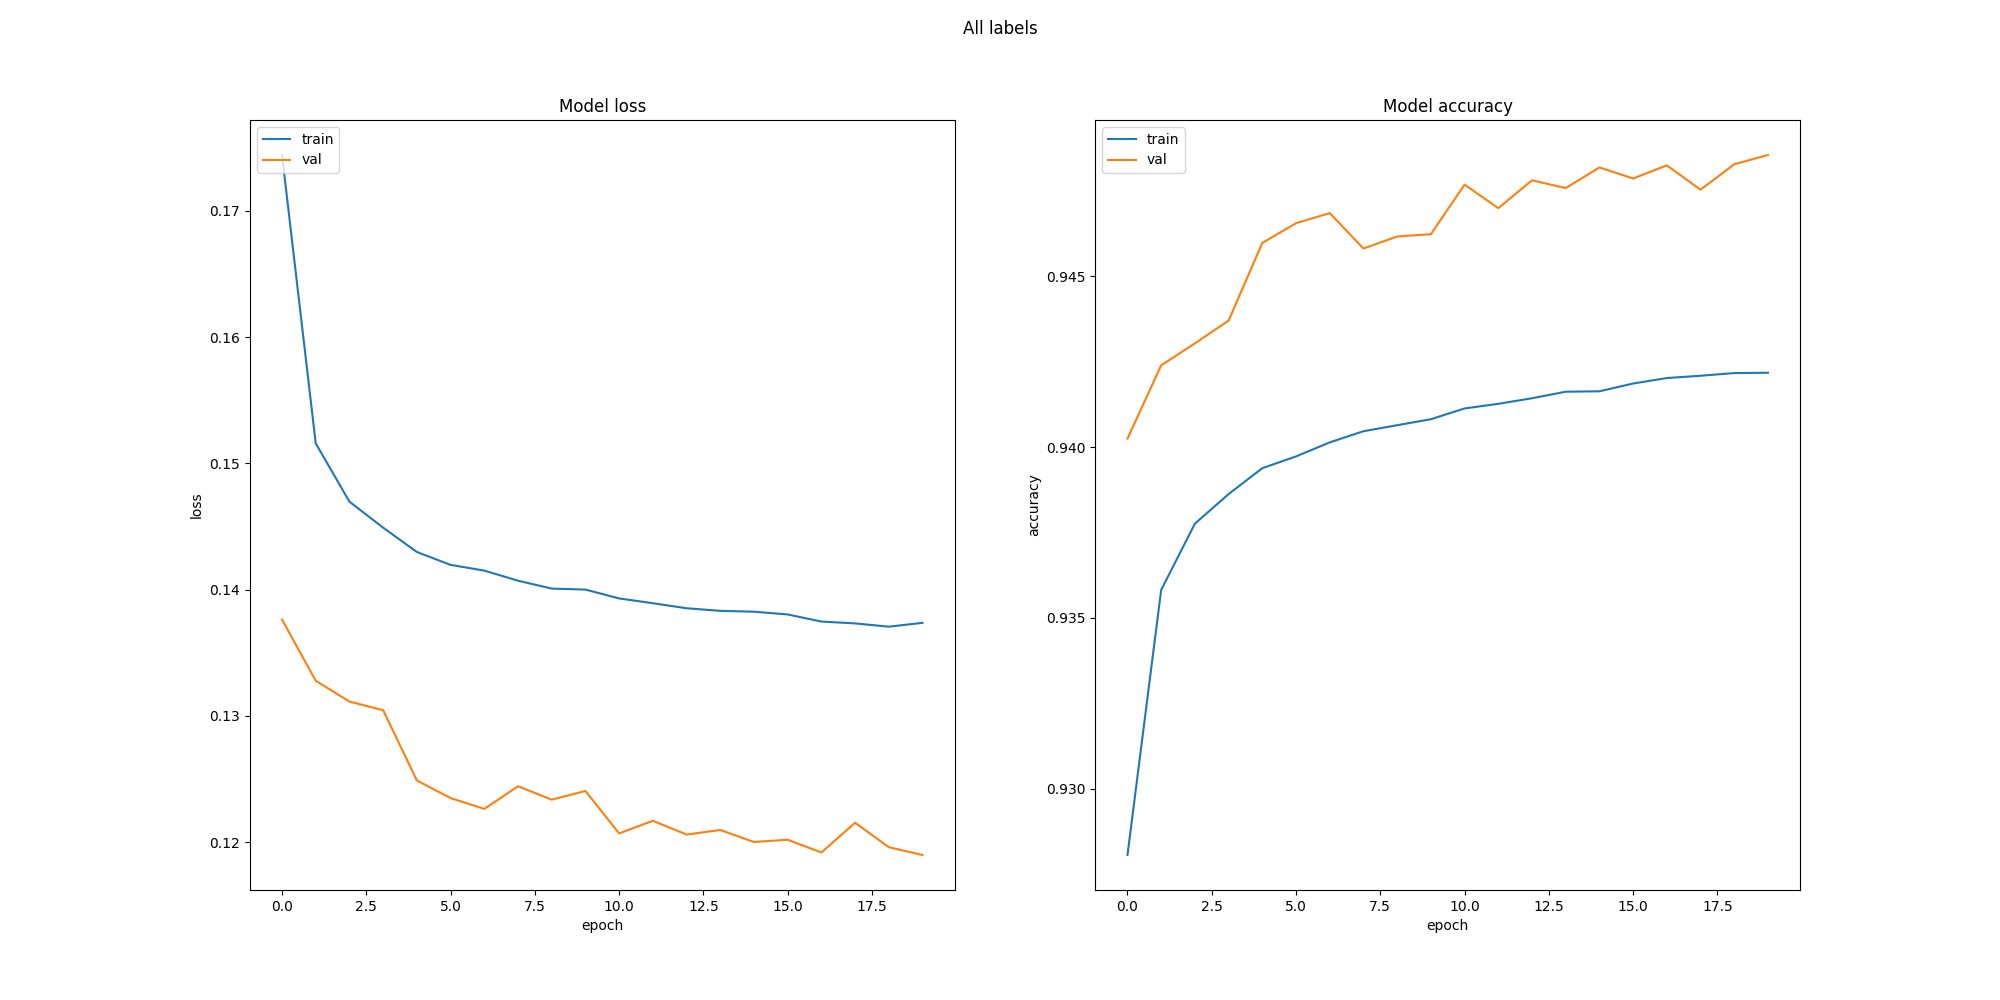 All labels
Model loss
train
val
0.17
0.16
0.15
0.14
0.13
0.12
loss
0.0 2.5 5.0 7.5 10.0 12.5 15.0 17.5
epoch
Model accuracy
train
val
0.945
0.940
0.935
0.930
accuracy
0.0 2.5 5.0 7.5 10.0 12.5 15.0 17.5
epoch